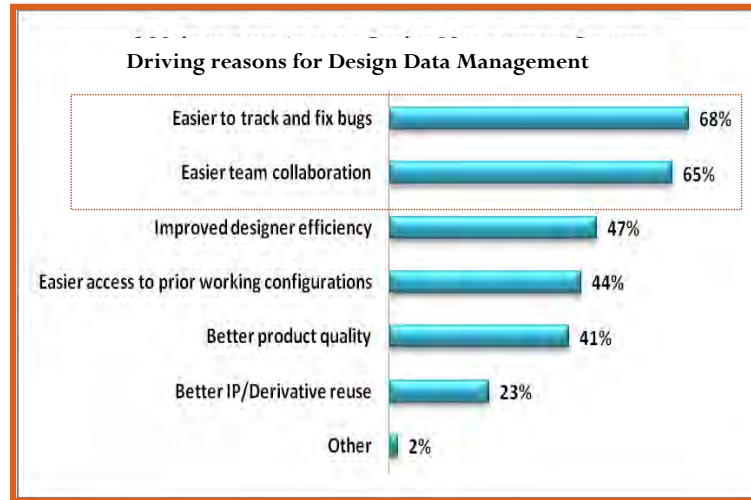 Driving reasons for Design Data Management
Easier to track and fix bugs 68%
Easier team collaboration 65%
Improved designer efficiency 47%
Easier access to prior working configurations 44%
Better product quality 41%
Better IP/Derivative reuse 23%
Other 2%